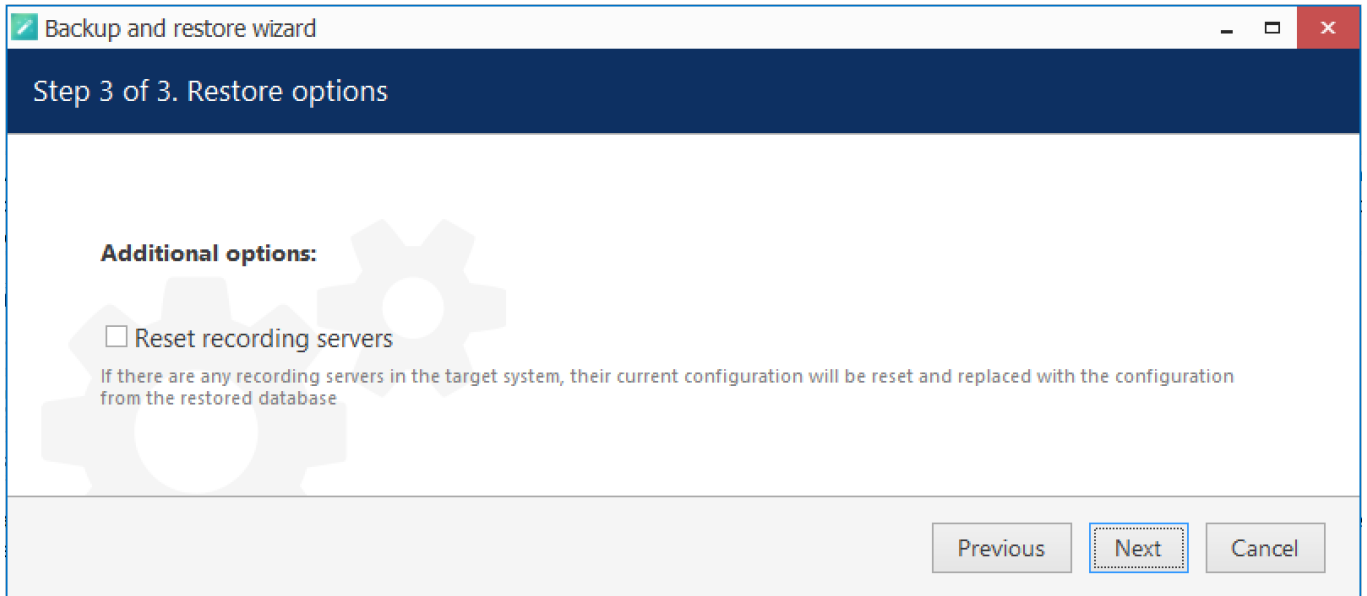 Backup and restore wizard
Step 3 of 3. Restore options
Additional options:
Reset recording servers
If there are any recording servers in the target system, their current configuration will be reset and replaced with the configuration
from the restored database
Previous
Next
Cancel